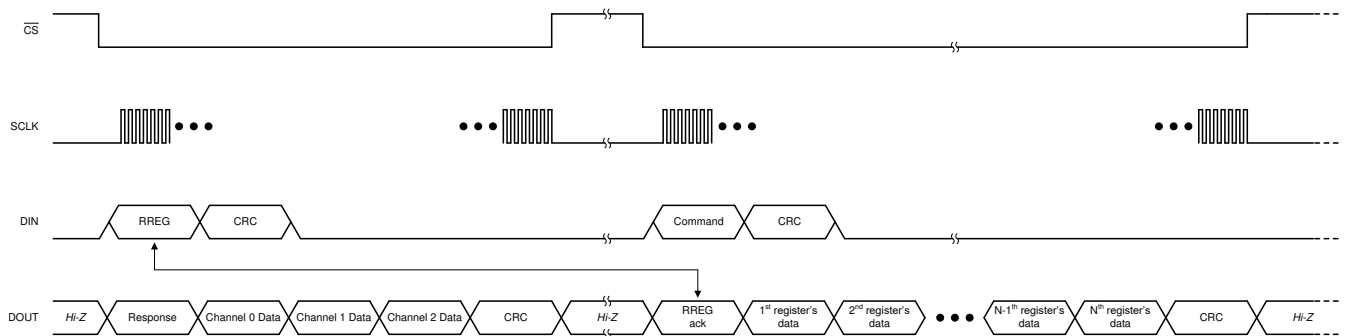 CS
SCLK
DIN
RREG
CRC
Command
CRC
DOUT
Hi-Z
Response
Channel 0 Data
Channel 1 Data
Channel 2 Data
CRC
Hi-Z
RREG
ack
1st register's
data
2nd register's
data
N-1th register's
data
Nth register's
data
CRC
Hi-Z